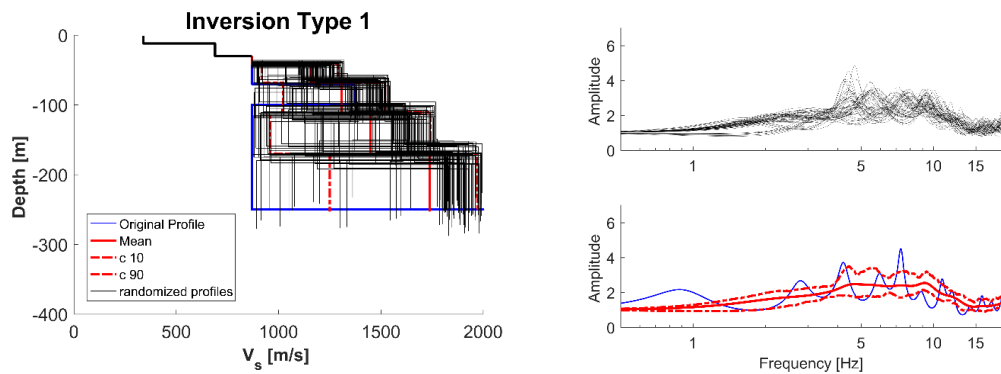 Inversion Type 1
0
-100
-200
-300
-400
Depth [m]
Original Profile
Mean
c 10
c 90
randomized profiles
0 500 1000 1500 2000
Vs [m/s]
6
4
2
0
Amplitude
1 5 10 15
6
4
2
0
Amplitude
1 5 10 15
Frequency [Hz]